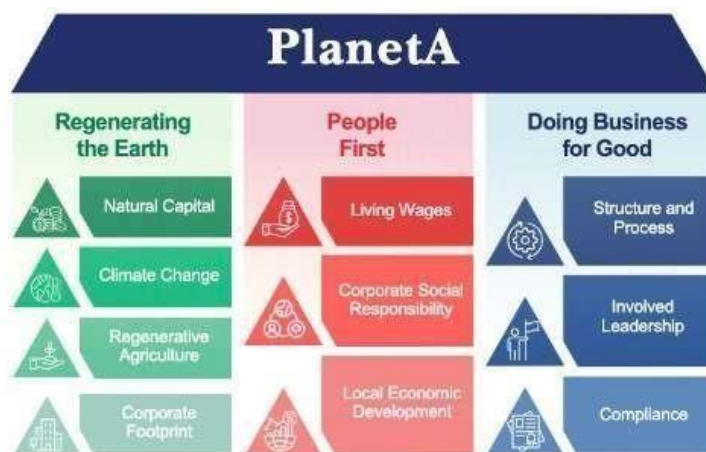 PlanetA
Regenerating
the Earth
Natural Capital
Climate Change
Regenerative
Agriculture
Corporate
Footprint
People
First
Living Wages
Corporate Social
Responsibility
Local Economic
Development
Doing Business
for Good
Structure and
Process
Involved
Leadership
Compliance